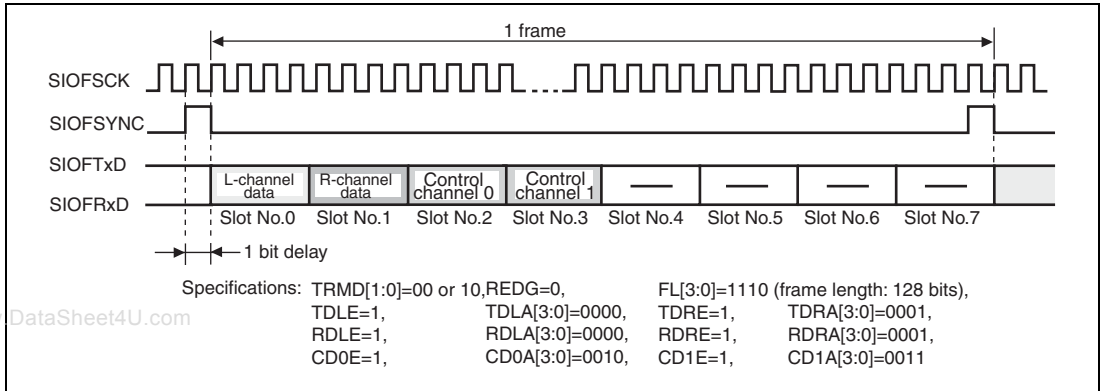 1 frame
SIOFSCK
SIOFSYNC
SIOFTxD
SIOFRxD
L-channel data
R-channel data
Control channel 0
Control channel 1
Slot No.0 Slot No.1 Slot No.2 Slot No.3 Slot No.4 Slot No.5 Slot No.6 Slot No.7
1 bit delay
Specifications: TRMD[1:0]=00 or 10,REDG=0, FL[3:0]=1110 (frame length: 128 bits),
TDLE=1, TDLA[3:0]=0000, TDRE=1, TDRA[3:0]=0001,
RDLE=1, RDLA[3:0]=0000, RDRE=1, RDRA[3:0]=0001,
CD0E=1, CD0A[3:0]=0010, CD1E=1, CD1A[3:0]=0011
.DataSheet4U.com